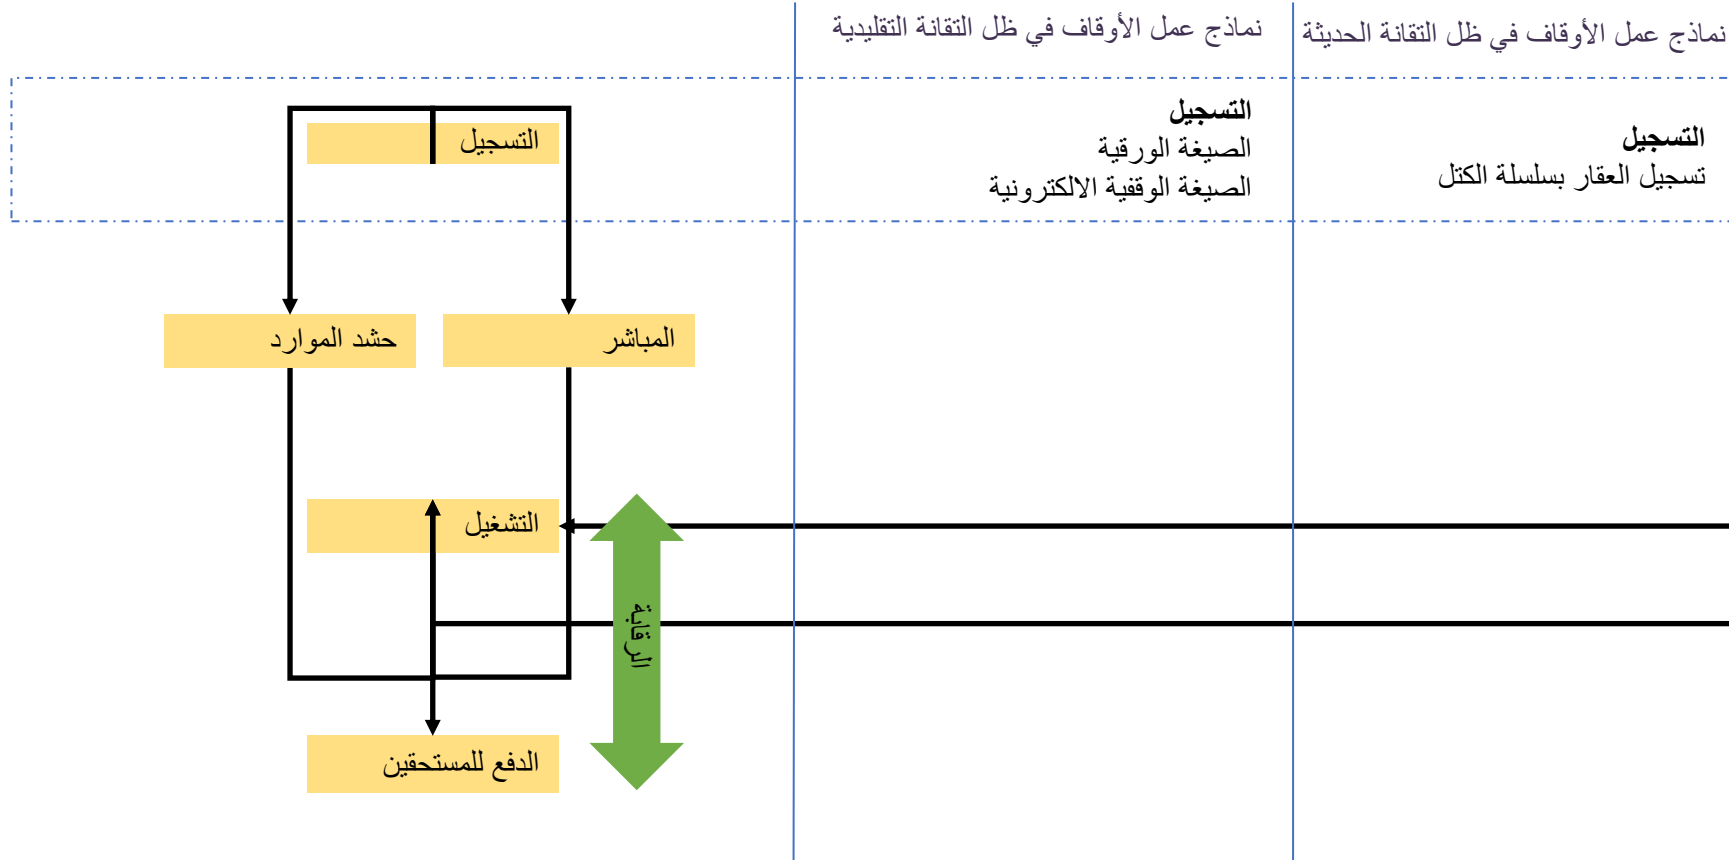 نماذج عمل الأوقاف في ظل التقانة الحديثة
نماذج عمل الأوقاف في ظل التقانة التقليدية
التسجيل
تسجيل العقار بسلسلة الكتل
التسجيل
الصيغة الورقية
الصيغة الوقفية الالكترونية
التسجيل
المباشر
حشد الموارد
التشغيل
الرقابة
الدفع للمستحقين